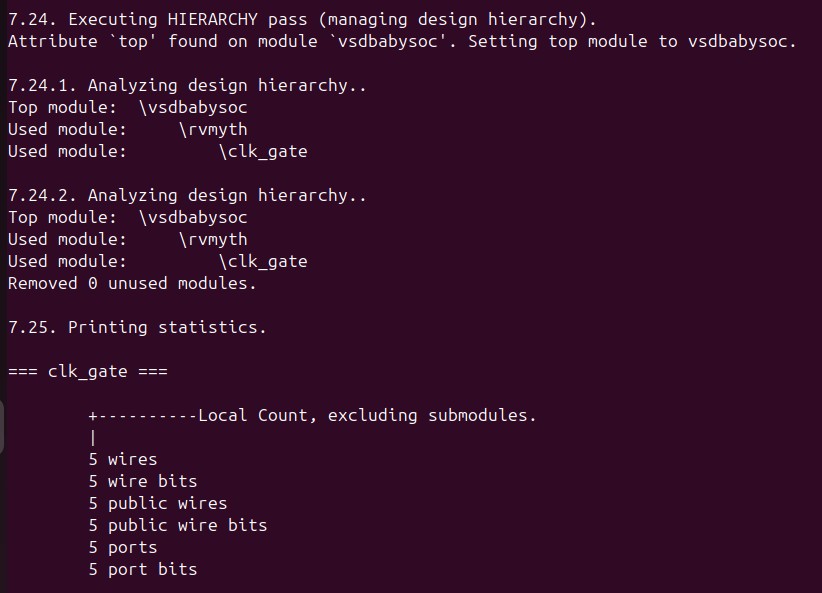 7.24. Executing HIERARCHY pass (managing design hierarchy).
Attribute `top' found on module `vsdbabysoc'. Setting top module to vsdbabysoc.
7.24.1. Analyzing design hierarchy..
Top module:  \vsdbabysoc
Used module:     \rvmyth
Used module:         \clk_gate
7.24.2. Analyzing design hierarchy..
Top module:  \vsdbabysoc
Used module:     \rvmyth
Used module:         \clk_gate
Removed 0 unused modules.
7.25. Printing statistics.
=== clk_gate ===
        +----------Local Count, excluding submodules.
        |
        5 wires
        5 wire bits
        5 public wires
        5 public wire bits
        5 ports
        5 port bits